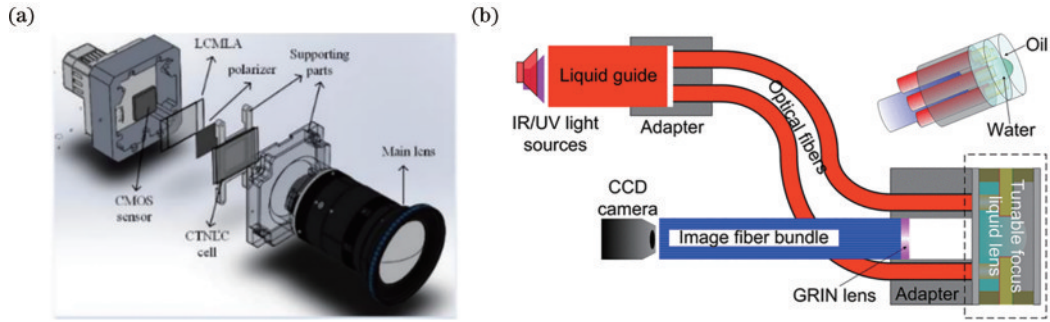 (a)
LCMLA
polarizer
Supporting
parts
Main lens
CMOS
sensor
CTNLC
cell
(b)
Liquid guide
IR/UV light
sources
Adapter
Optical fibers
Oil
Water
CCD
camera
Image fiber bundle
GRIN lens
Adapter
Tunable focus
liquid lens